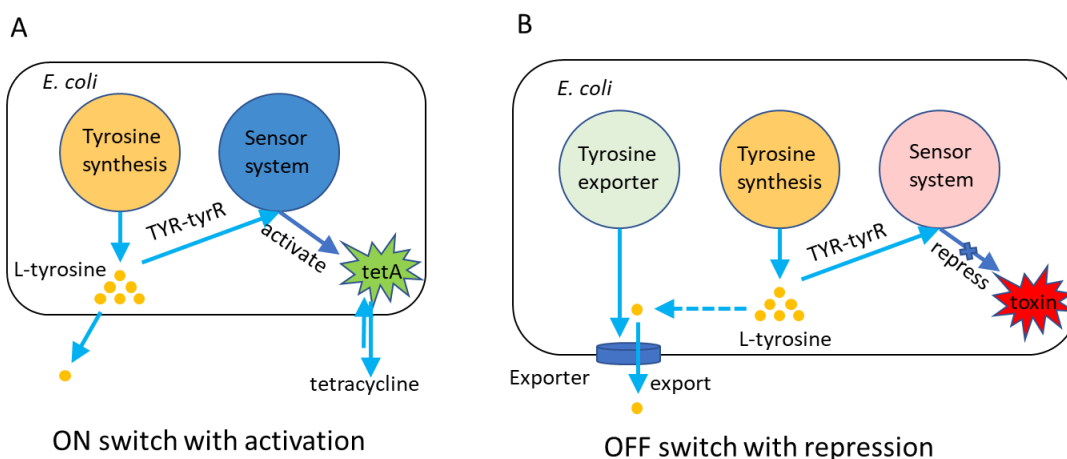 A
E. coli
Tyrosine
synthesis
Sensor
system
TYR-tyrR
activate
L-tyrosine
tetA
tetracycline
ON switch with activation
B
E. coli
Tyrosine
exporter
Tyrosine
synthesis
Sensor
system
TYR-tyrR
repress
toxin
L-tyrosine
Exporter
export
OFF switch with repression